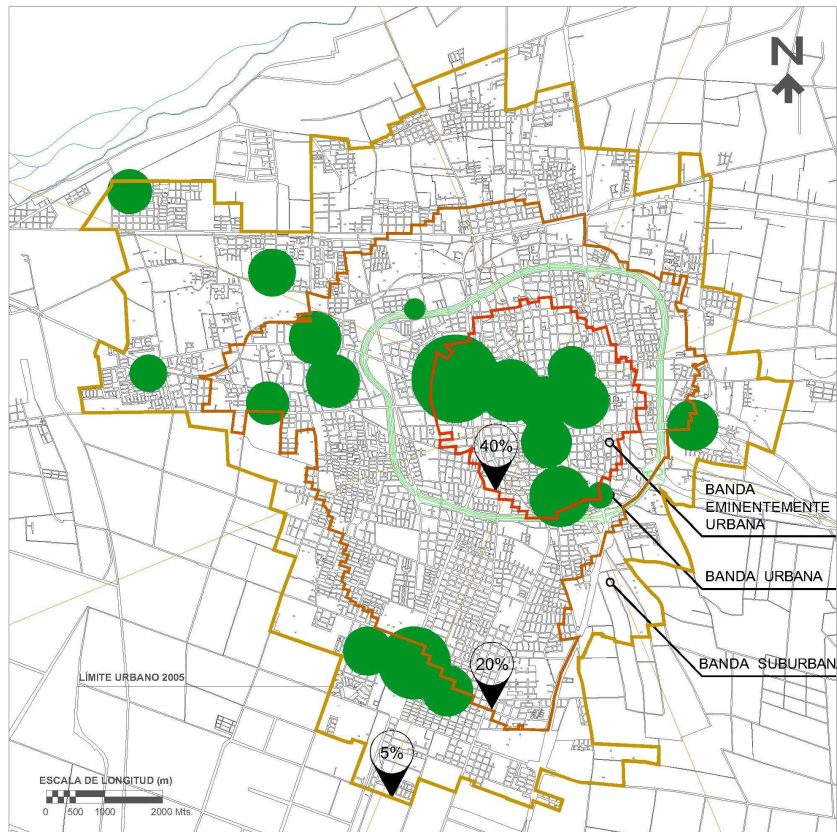 N
40%
BANDA
EMINENTEMENTE
URBANA
BANDA URBANA
BANDA SUBURBAN
20%
LÍMITE URBANO 2005
5%
ESCALA DE LONGITUD (m)
0 500 1000 2000 Mts.